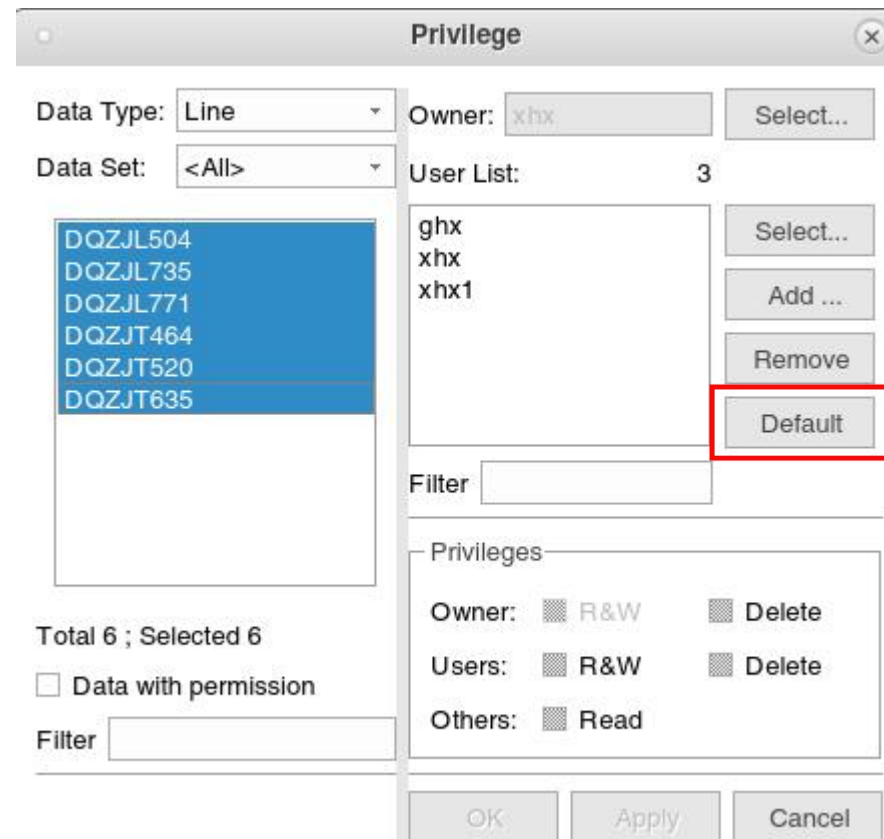 Privilege
Data Type: Line
Data Set: <All>
DQZJL504
DQZJL735
DQZJL771
DQZJT464
DQZJT520
DQZJT635
Total 6 ; Selected 6
Data with permission
Filter
Owner: xhx Select...
User List: 3
ghx
xhx
xhx1
Select...
Add ...
Remove
Default
Filter
Privileges
Owner: R&W Delete
Users: R&W Delete
Others: Read
OK Apply Cancel